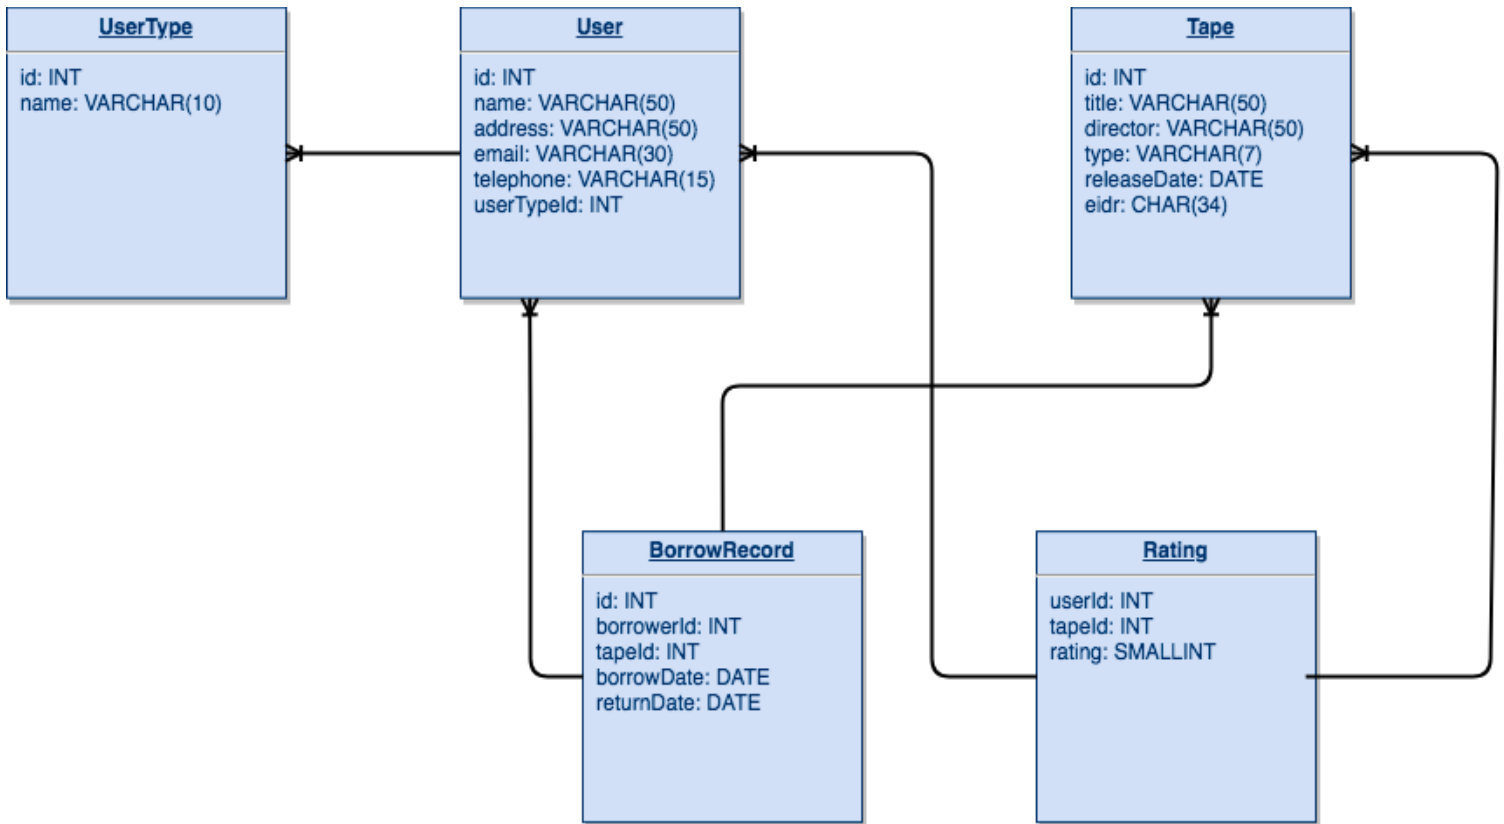 UserType
id: INT
name: VARCHAR(10)
User
id: INT
name: VARCHAR(50)
address: VARCHAR(50)
email: VARCHAR(30)
telephone: VARCHAR(15)
userTypeId: INT
Tape
id: INT
title: VARCHAR(50)
director: VARCHAR(50)
type: VARCHAR(7)
releaseDate: DATE
eidr: CHAR(34)
BorrowRecord
id: INT
borrowerId: INT
tapeId: INT
borrowDate: DATE
returnDate: DATE
Rating
userId: INT
tapeId: INT
rating: SMALLINT